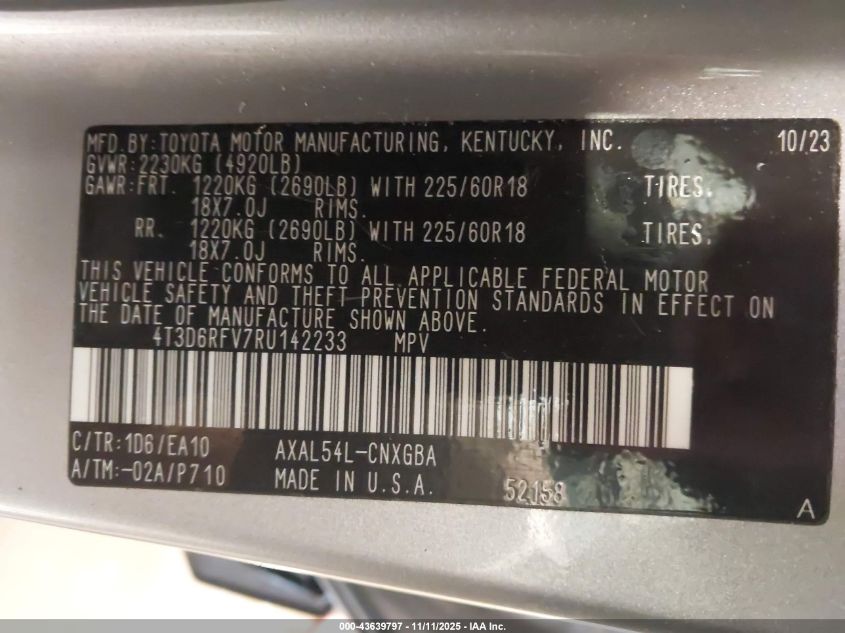 MFD.BY: TOYOTA MOTOR MANUFACTURING, KENTUCKY, INC. 10/23
GVWR: 2230KG (4920LB)
GAWR: FRT. 1220KG (2690LB) WITH 225/60R18 TIRES.
18X7.0J RIMS.
RR. 1220KG (2690LB) WITH 225/60R18 TIRES.
18X7.0J RIMS.
THIS VEHICLE CONFORMS TO ALL APPLICABLE FEDERAL MOTOR
VEHICLE SAFETY AND THEFT PREVENTION STANDARDS IN EFFECT ON
THE DATE OF MANUFACTURE SHOWN ABOVE.
4T3D6RFV7RU142233 MPV
C/TR: 1D6/EA10 AXAL54L-CNXGBA
A/TM:-02A/P710 MADE IN U.S.A. 52158 A
000-43639797 - 11/11/2025 - IAA Inc.